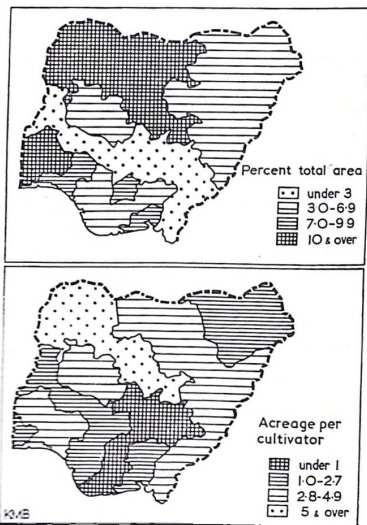 Percent total area
under 3
3·0-6·9
7·0-9·9
10 & over
Acreage per
cultivator
under 1
1·0-2·7
2·8-4·9
5 & over
KMB